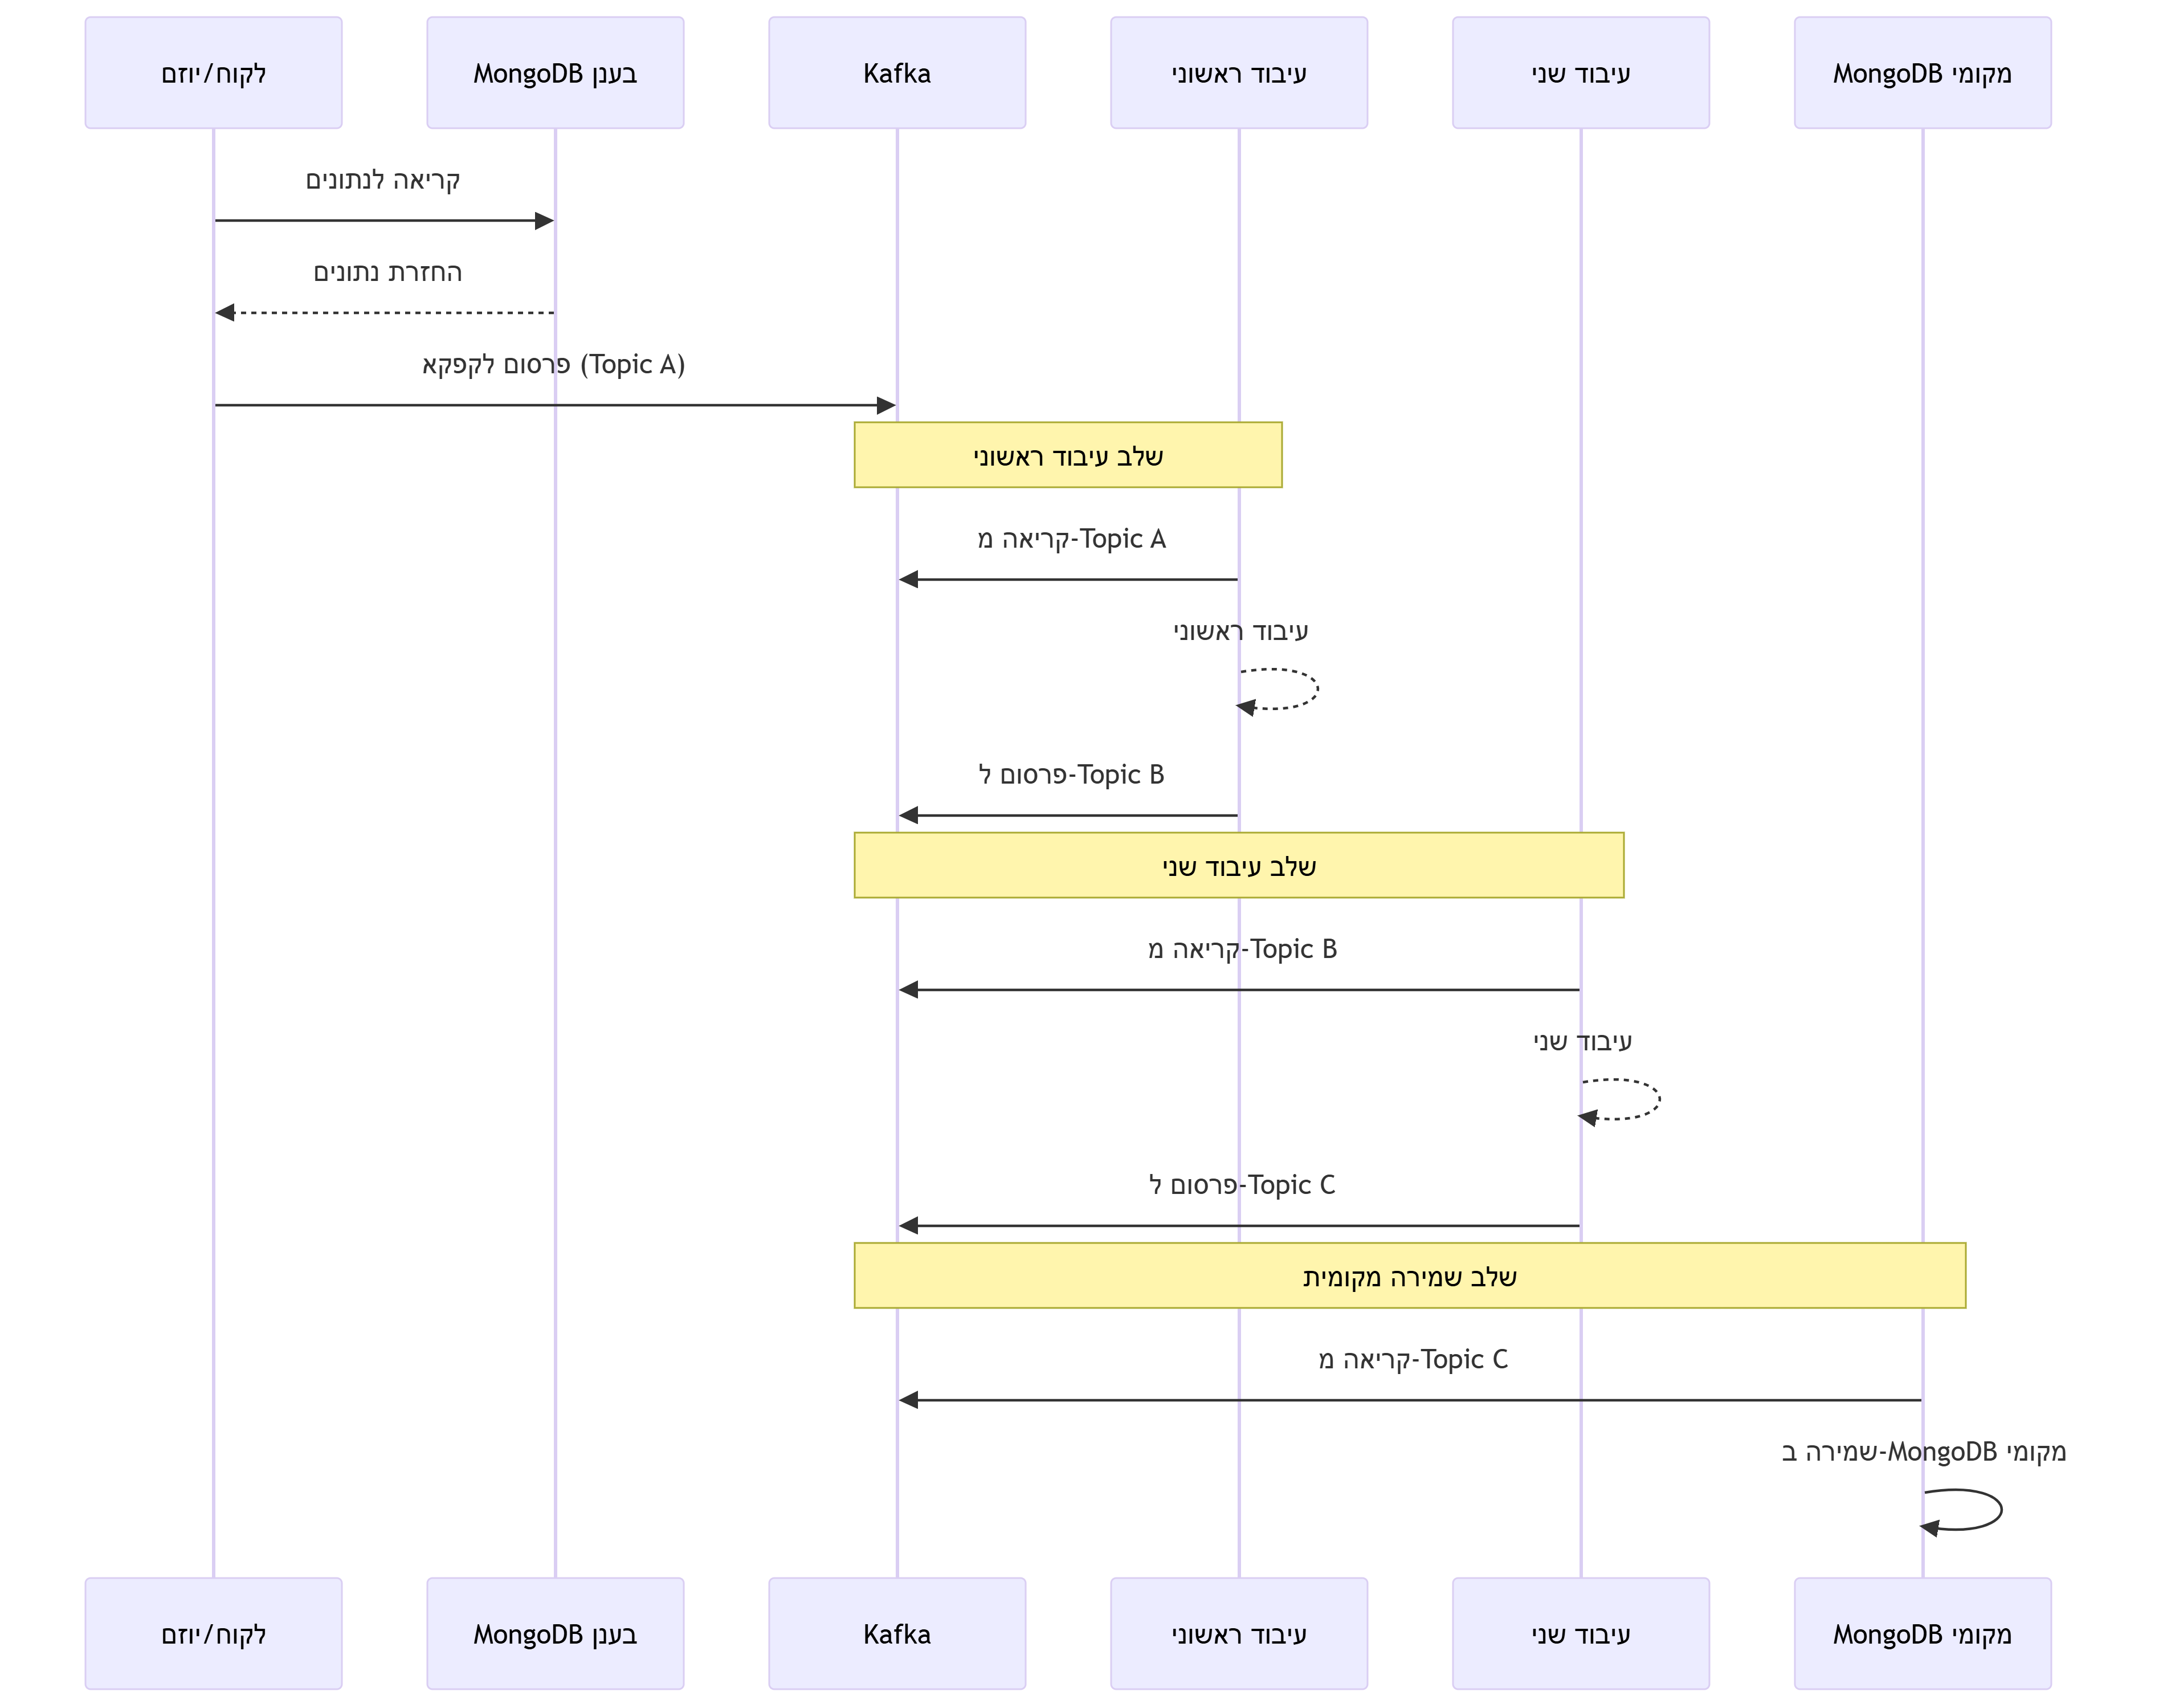 לקוח/יוזם
MongoDB בענן
Kafka
עיבוד ראשוני
עיבוד שני
MongoDB מקומי
קריאה לנתונים
החזרת נתונים
פרסום לקפקא (Topic A)
שלב עיבוד ראשוני
קריאה מ-Topic A
עיבוד ראשוני
פרסום ל-Topic B
שלב עיבוד שני
קריאה מ-Topic B
עיבוד שני
פרסום ל-Topic C
שלב שמירה מקומית
קריאה מ-Topic C
שמירה ב-MongoDB מקומי
לקוח/יוזם
MongoDB בענן
Kafka
עיבוד ראשוני
עיבוד שני
MongoDB מקומי